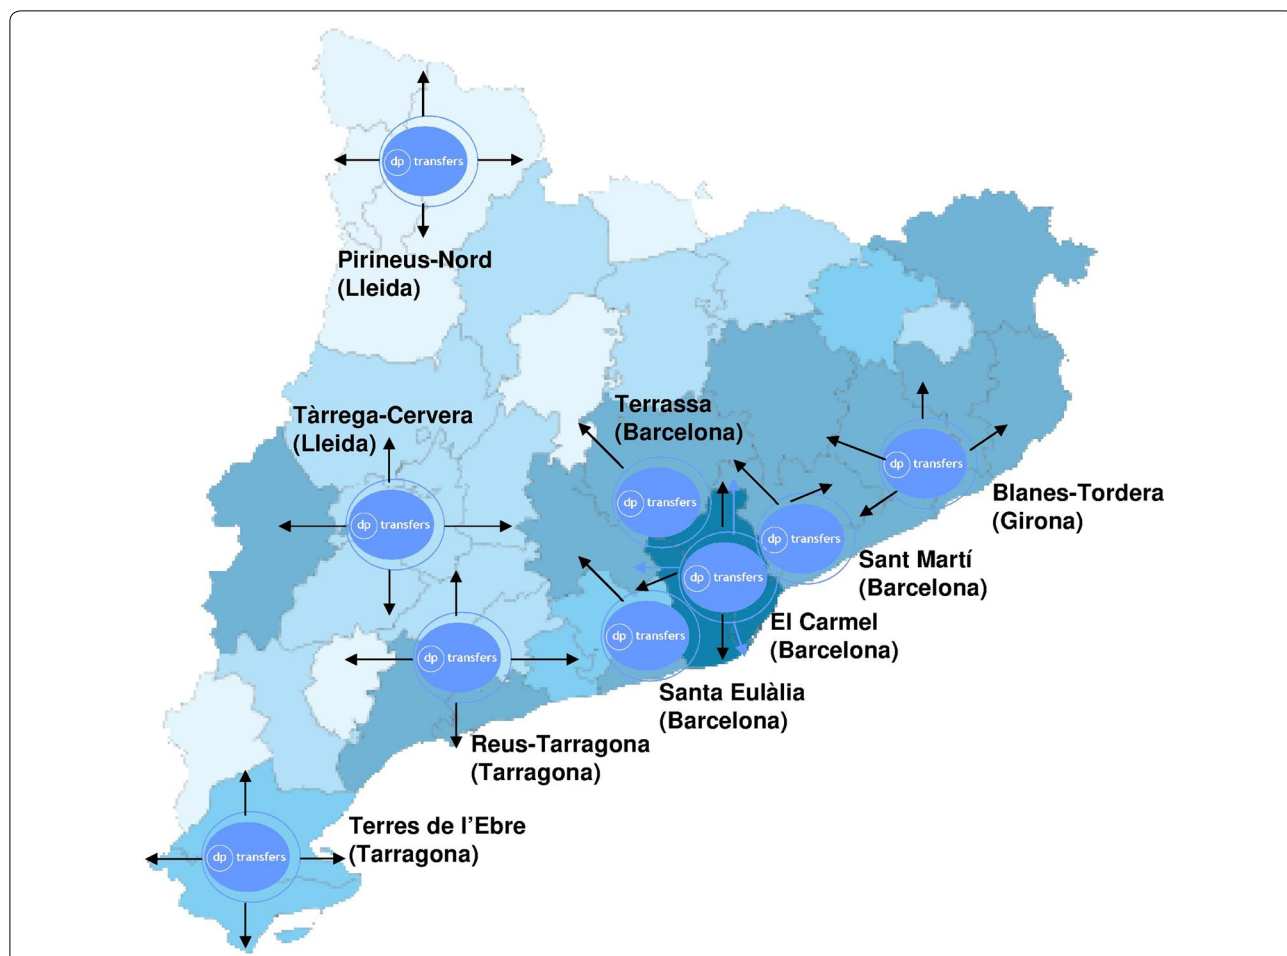 dp transfers
Pirineus-Nord
(Lleida)
Tàrrega-Cervera
(Lleida)
Terrassa
(Barcelona)
dp transfers
Blanes-Tordera
(Girona)
dp transfers
dp transfers
dp transfers
Sant Martí
(Barcelona)
dp transfers
El Carmel
(Barcelona)
dp transfers
Santa Eulàlia
(Barcelona)
dp transfers
Reus-Tarragona
(Tarragona)
Terres de l'Ebre
(Tarragona)
dp transfers